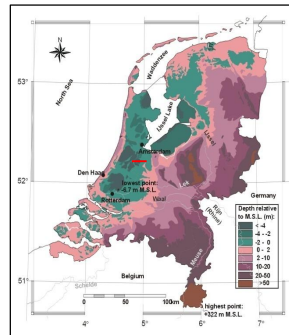 N
North Sea
Waddenzee
53°
IJssel Lake
IJssel
Amsterdam
Den Haag
52°
lowest point:
-6.7 m M.S.L.
Rotterdam
Lek
Waal
Rijn
(Rhine)
Germany
Depth relative
to M.S.L. (m):
< -4
-4 - -2
-2 - 0
0 - 2
2 - 10
10-20
20-50
>50
Meuse
51°
Belgium
Schelde
0
50
100km
Highest point:
+322 m M.S.L.
4°
5°
6°
7°